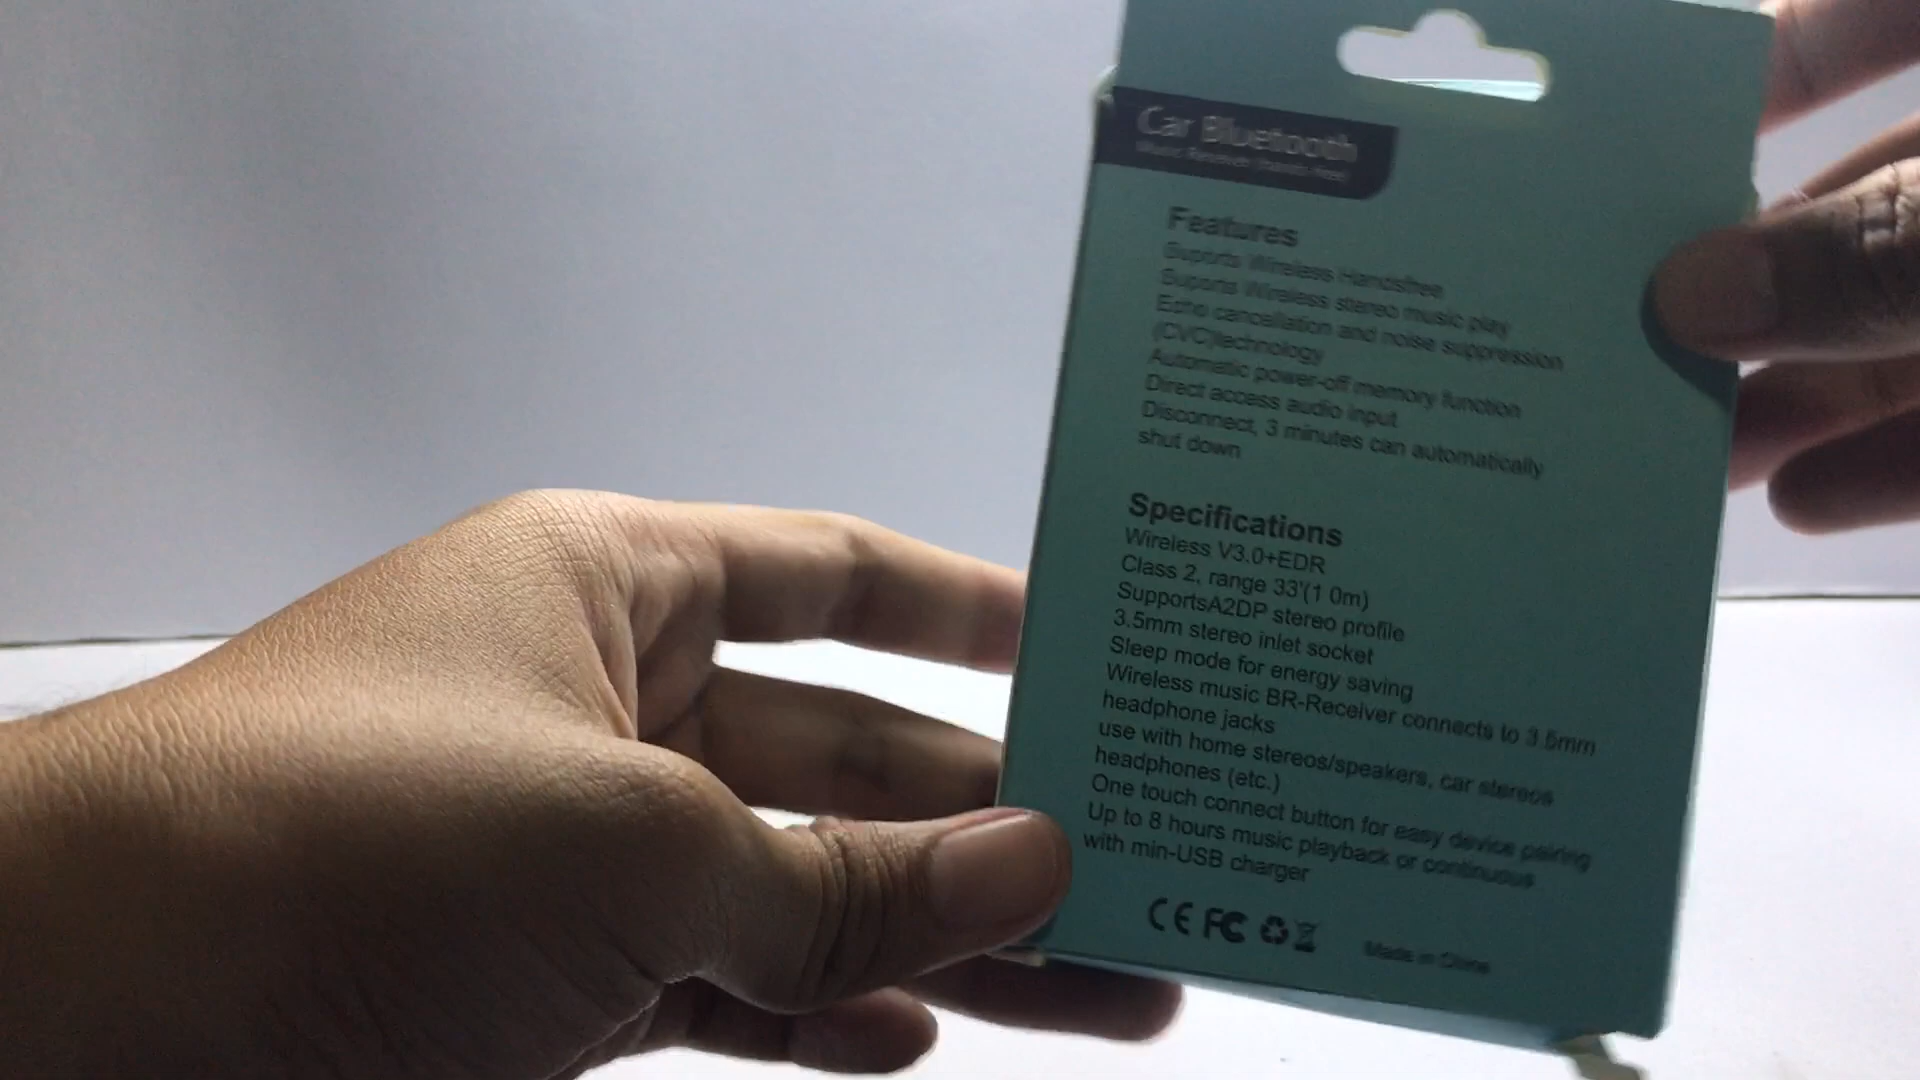 Car Bluetooth
Features
Suports Wireless Handsfree
Suports Wireless stereo music play
Echo cancallation and noise suppression
(CVC)technology
Automatic power-off memory function
Direct access audio input
Disconnect, 3 minutes can automatically
shut down
Specifications
Wireless V3.0+EDR
Class 2, range 33'(1 0m)
SupportsA2DP stereo profile
3.5mm stereo inlet socket
Sleep mode for energy saving
Wireless music BR-Receiver connects to 3.5mm
headphone jacks
use with home stereos/speakers, car stereos
headphones (etc.)
One touch connect button for easy device pairing
Up to 8 hours music playback or continuous
with min-USB charger
CE FC
Made in China